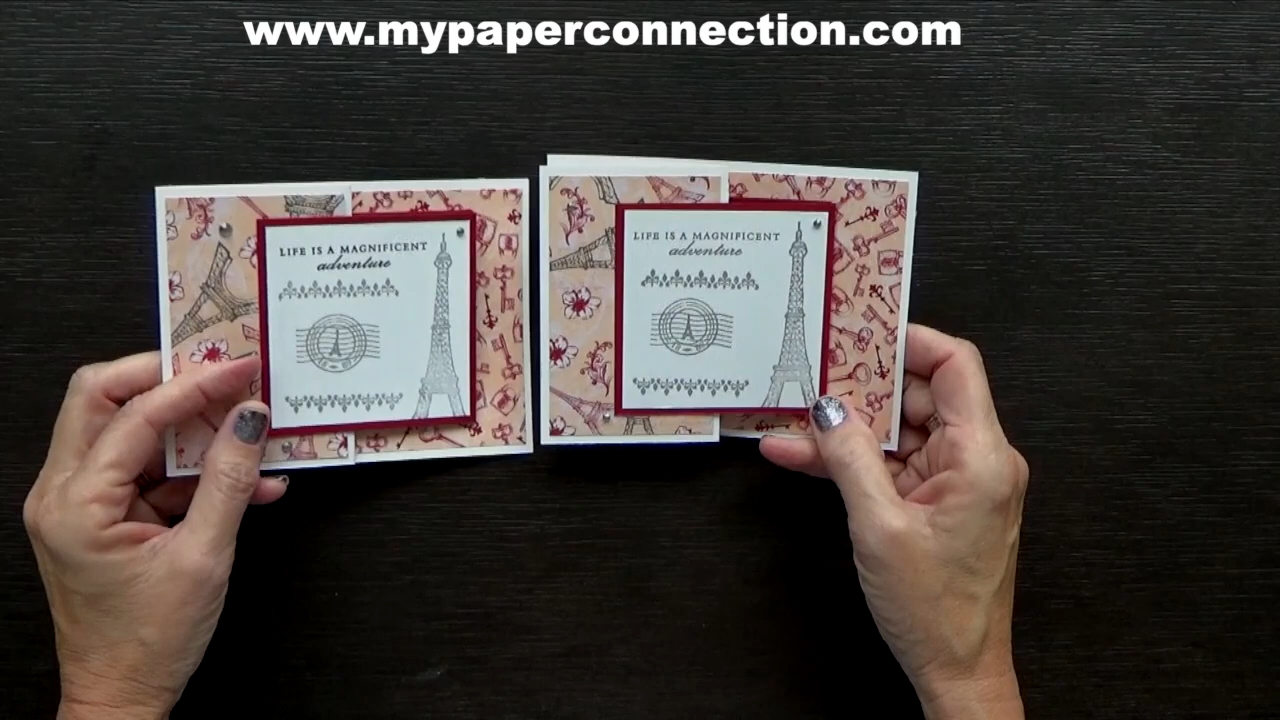 www.mypaperconnection.com
LIFE IS A MAGNIFICENT
adventure
LIFE IS A MAGNIFICENT
adventure